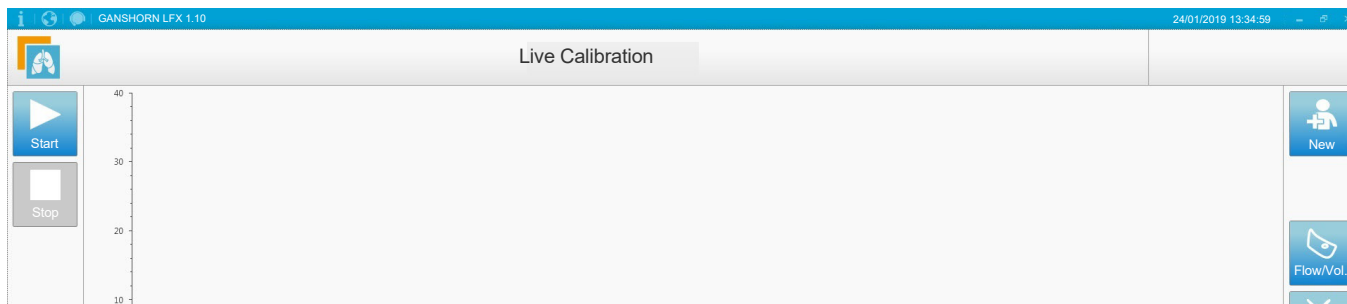 GANSHORN LFX 1.10
24/01/2019 13:34:59
Live Calibration
Start
Stop
40
30
20
10
New
Flow/Vol.